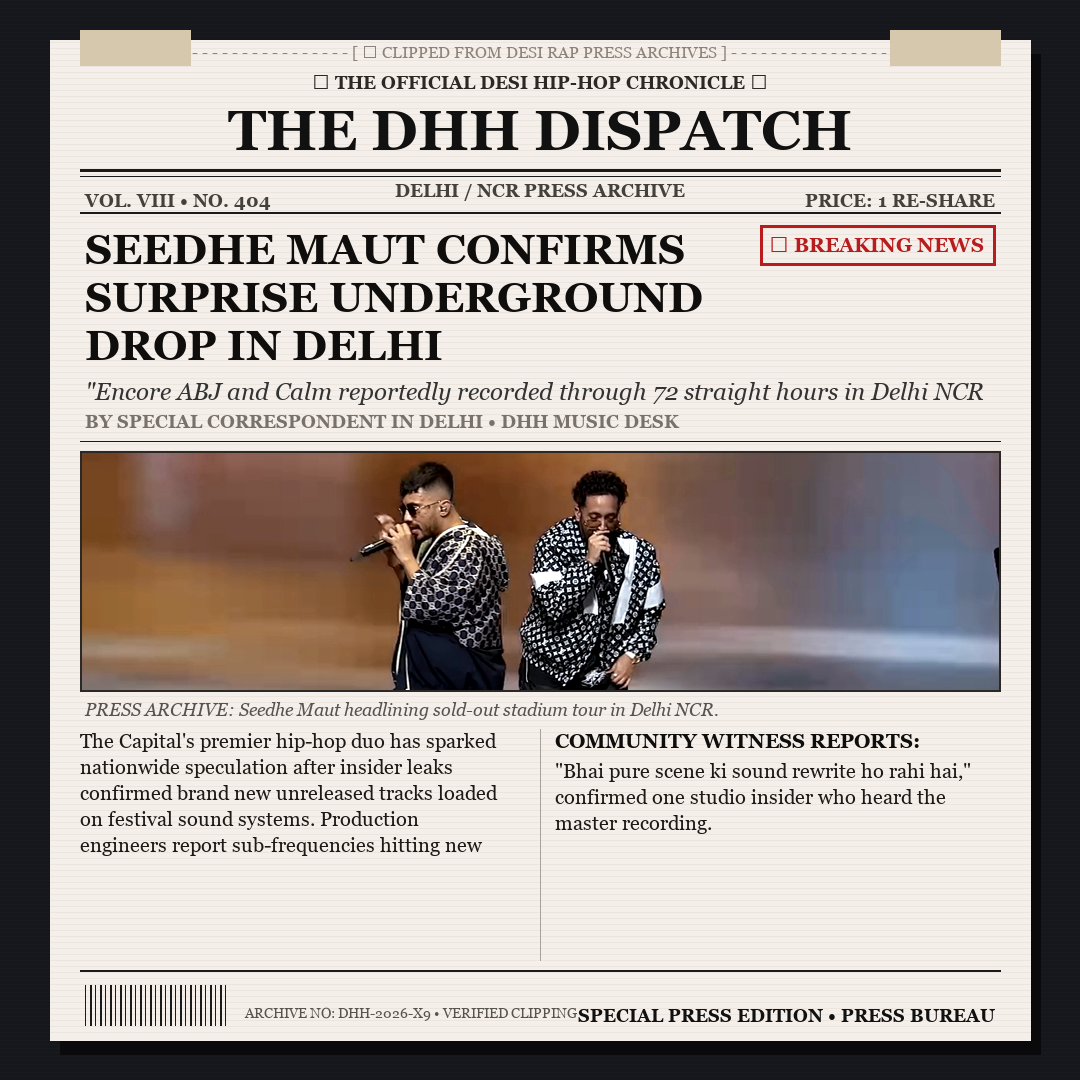 [ ☐ CLIPPED FROM DESI RAP PRESS ARCHIVES ]
☐ THE OFFICIAL DESI HIP-HOP CHRONICLE ☐
THE DHH DISPATCH
VOL. VIII • NO. 404
DELHI / NCR PRESS ARCHIVE
PRICE: 1 RE-SHARE
☐ BREAKING NEWS
SEEDHE MAUT CONFIRMS
SURPRISE UNDERGROUND
DROP IN DELHI
"Encore ABJ and Calm reportedly recorded through 72 straight hours in Delhi NCR
BY SPECIAL CORRESPONDENT IN DELHI • DHH MUSIC DESK
PRESS ARCHIVE: Seedhe Maut headlining sold-out stadium tour in Delhi NCR.
The Capital's premier hip-hop duo has sparked
nationwide speculation after insider leaks
confirmed brand new unreleased tracks loaded
on festival sound systems. Production
engineers report sub-frequencies hitting new
COMMUNITY WITNESS REPORTS:
"Bhai pure scene ki sound rewrite ho rahi hai,"
confirmed one studio insider who heard the
master recording.
ARCHIVE NO: DHH-2026-X9 • VERIFIED CLIPPING
SPECIAL PRESS EDITION • PRESS BUREAU